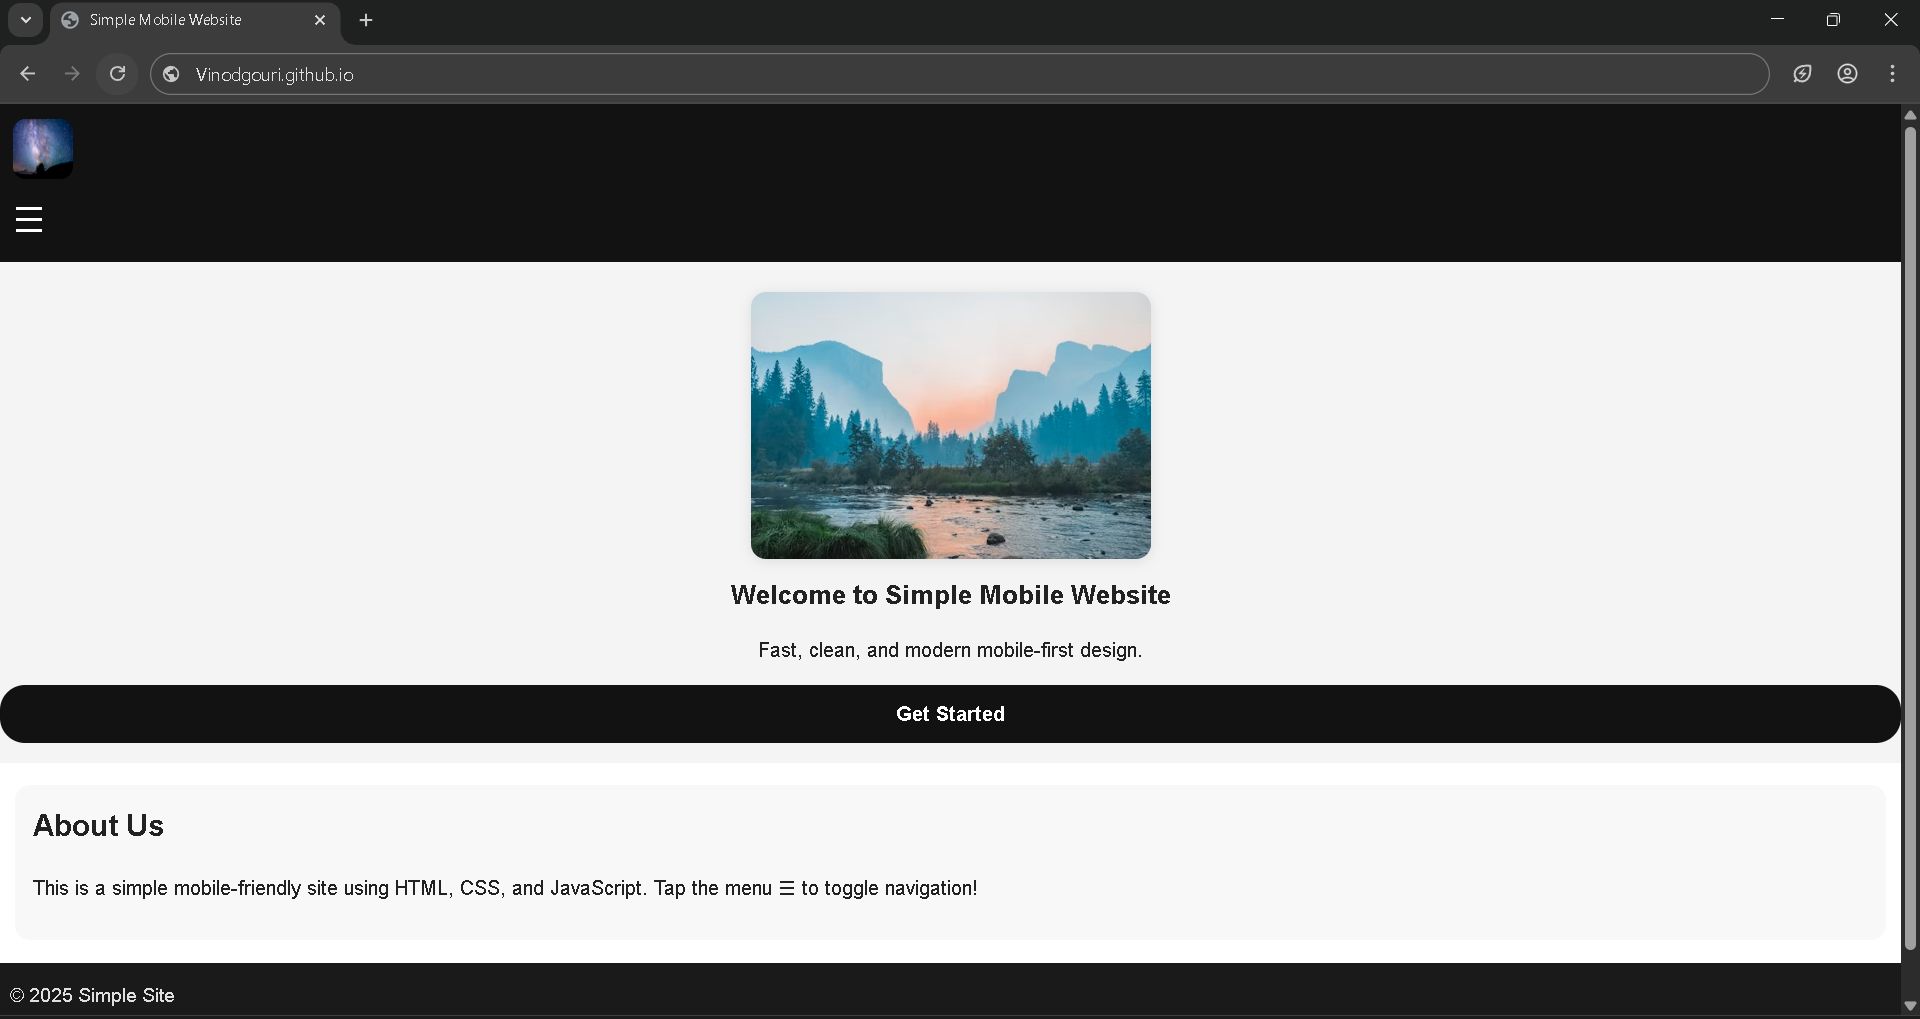 Simple Mobile Website
Vinodgouri.github.io
Welcome to Simple Mobile Website
Fast, clean, and modern mobile-first design.
Get Started
About Us
This is a simple mobile-friendly site using HTML, CSS, and JavaScript. Tap the menu ☰ to toggle navigation!
© 2025 Simple Site